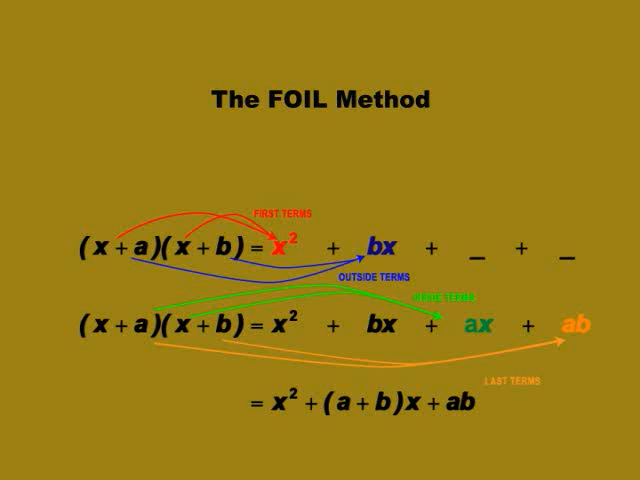 The FOIL Method
FIRST TERMS
(x + a)(x + b) = x² + bx + _ + _
OUTSIDE TERMS
INSIDE TERMS
(x + a)(x + b) = x² + bx + ax + ab
LAST TERMS
= x² + (a + b)x + ab